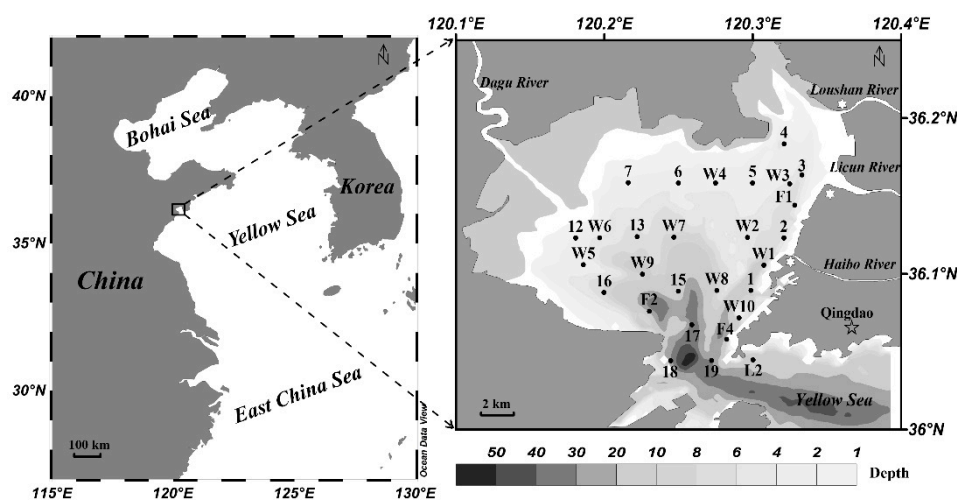 120.1°E 120.2°E 120.3°E 120.4°E
N
40°N
35°N
30°N
Bohai Sea
Korea
Yellow Sea
China
East China Sea
100 km
115°E 120°E 125°E 130°E
Ocean Data View
N
Dagu River
Loushan River
36.2°N
4
Licun River
7 6 W4 5 W3 3
F1
12 W6 13 W7 W2 2
W5 W9 W1
Haibo River
36.1°N
16 15 W8 1
F2 W10
Qingdao
17 F4
18 19 L2
Yellow Sea
2 km
36°N
50 40 30 20 10 8 6 4 2 1
Depth